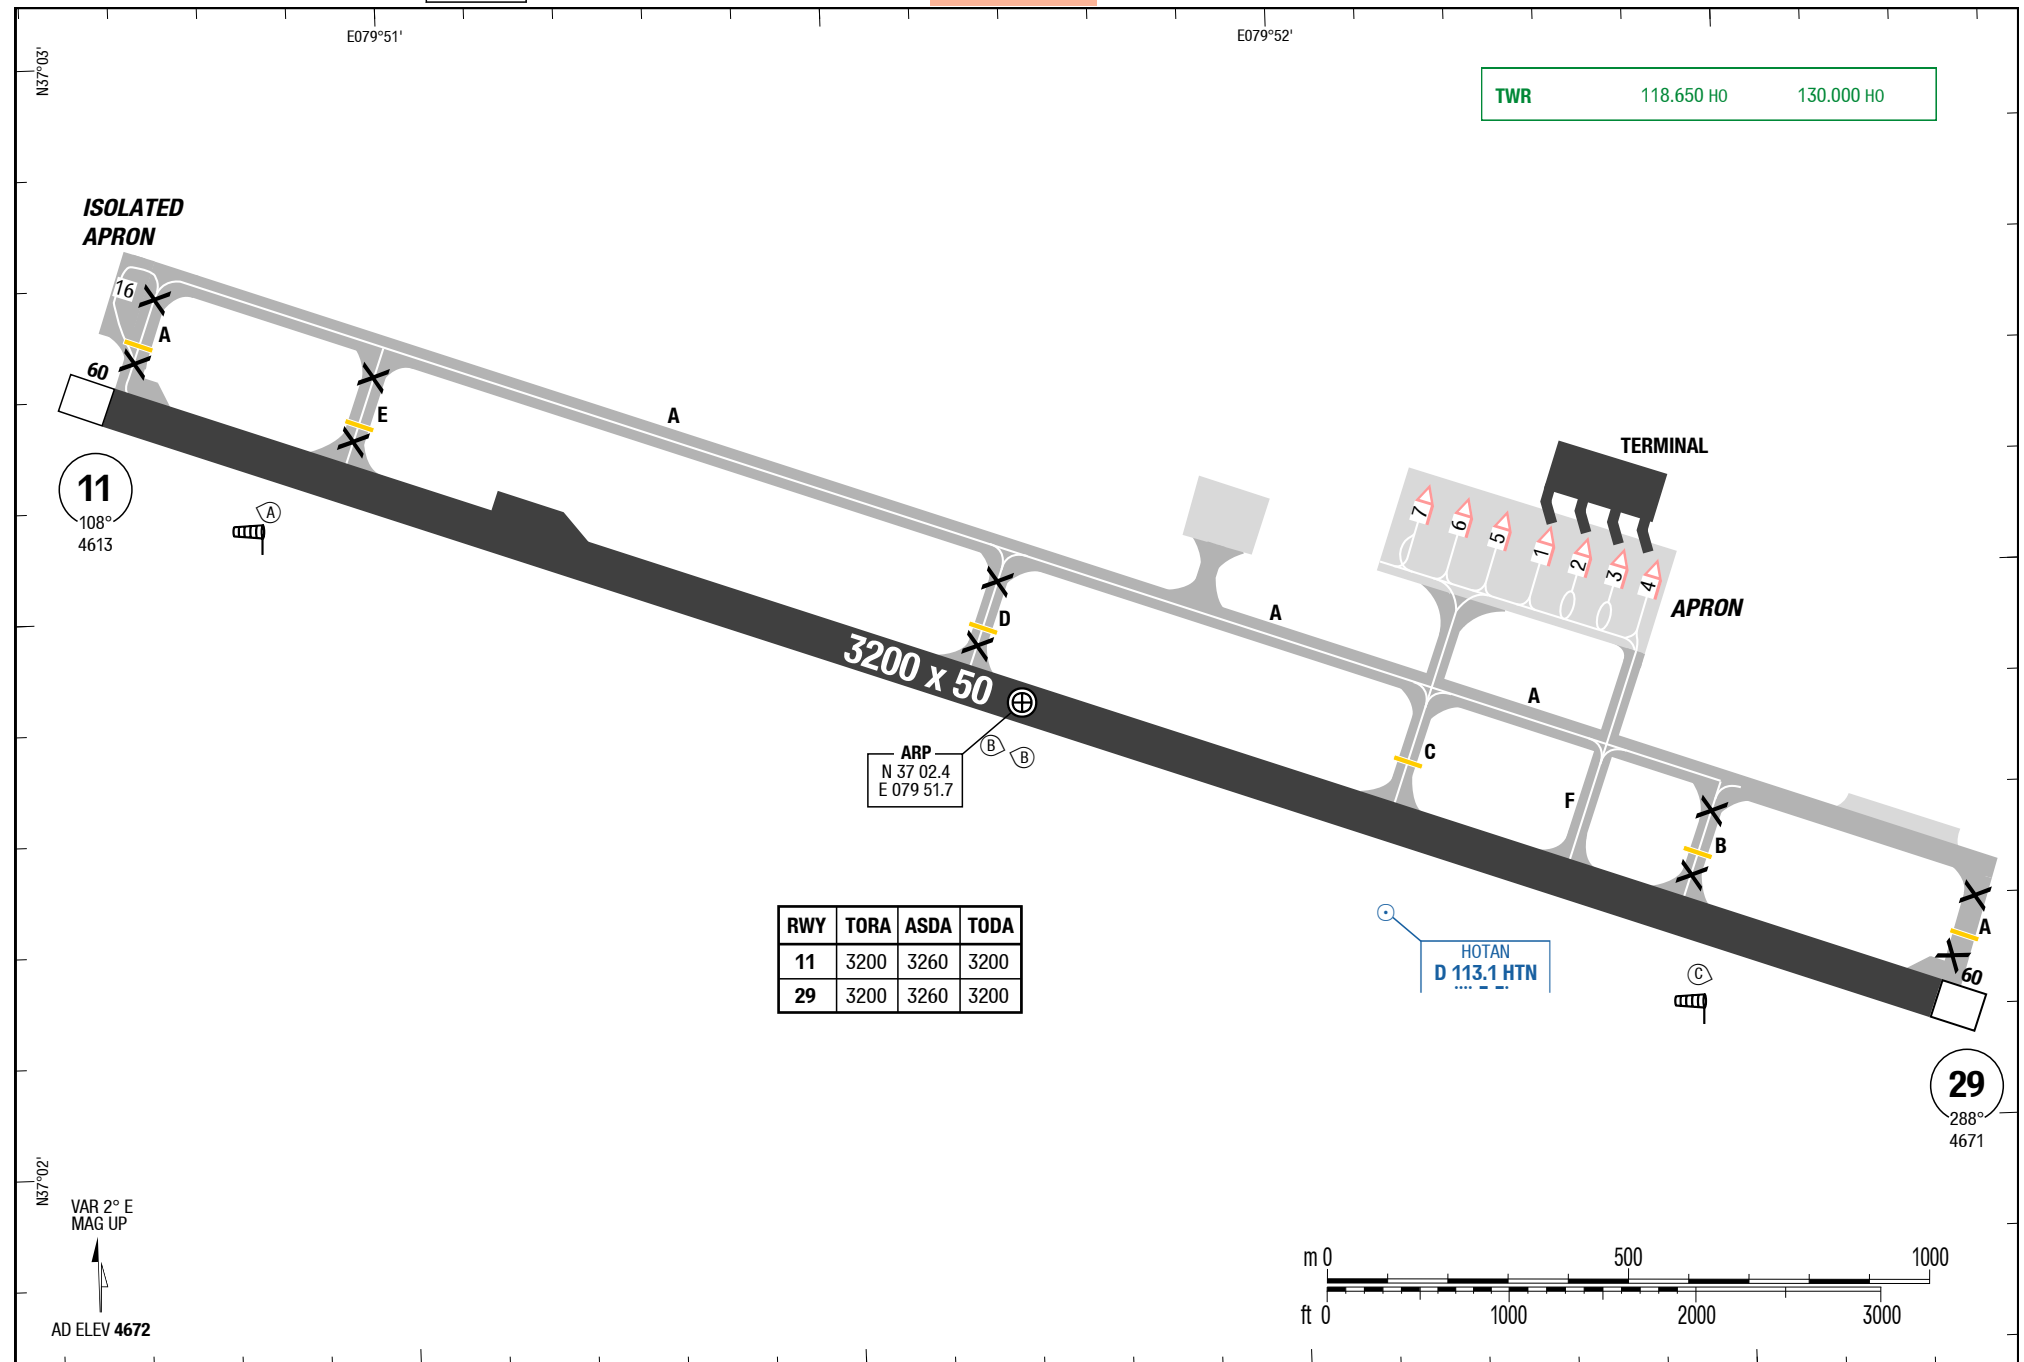 E079°51'
E079°52'
N37°03'
TWR 118.650 HO 130.000 HO
ISOLATED
APRON
16
A
60
E
A
11
108°
4613
A
TERMINAL
7
6
5
1
2
3
4
APRON
D
A
3200 x 50
A
ARP
N 37 02.4
E 079 51.7
B
B
C
F
B
A
60
RWY TORA ASDA TODA
11 3200 3260 3200
29 3200 3260 3200
HOTAN
D 113.1 HTN
C
29
288°
4671
N37°02'
VAR 2° E
MAG UP
AD ELEV 4672
m 0 500 1000
ft 0 1000 2000 3000